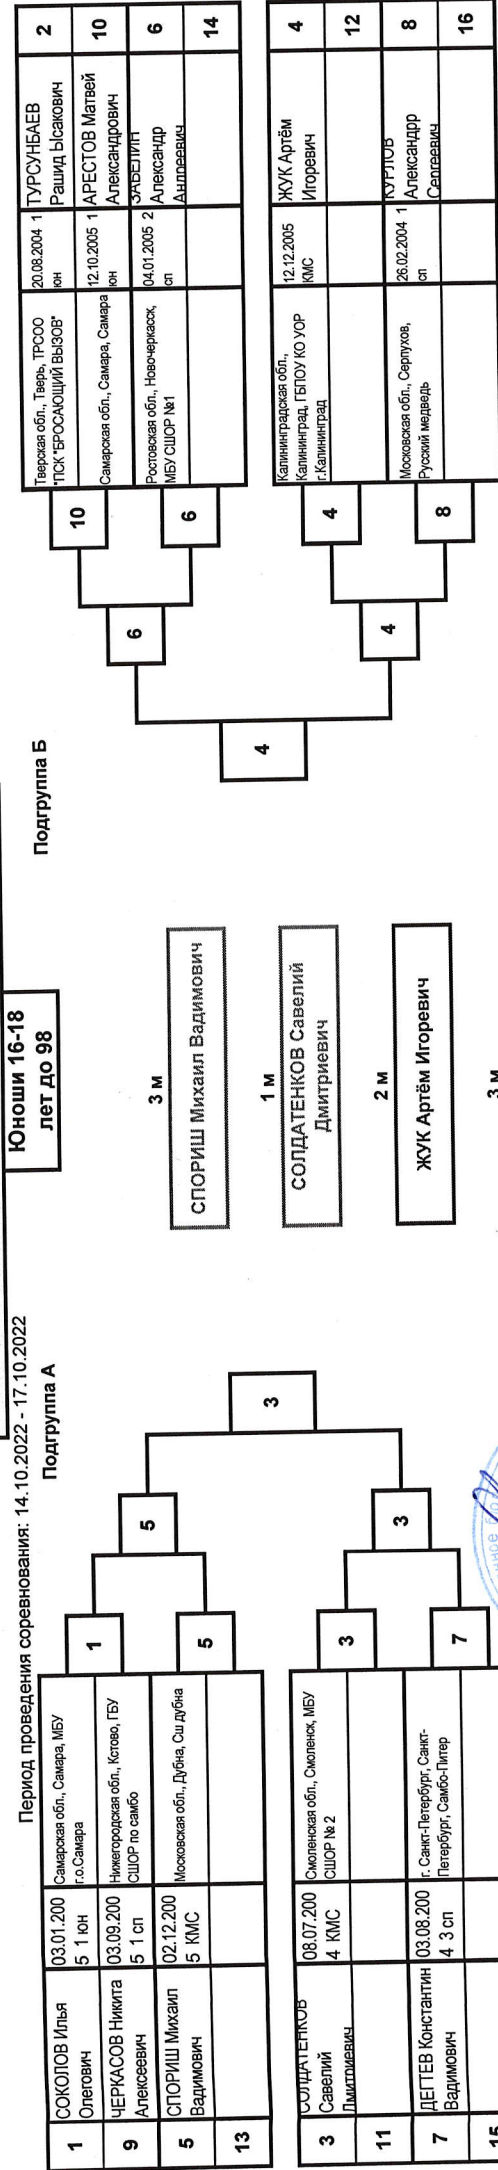 Юноши 16-18
лет до 98
Период проведения соревнования: 14.10.2022 - 17.10.2022
Подгруппа А
1
СОКОЛОВ Илья
Олегович
03.01.200
5 1 юн
Самарская обл., Самара, МБУ
г.о.Самара
9
ЧЕРКАСОВ Никита
Алексеевич
03.09.200
5 1 сп
Нижегородская обл., Кстово, ГБУ
СШОР по самбо
5
СПОРИШ Михаил
Вадимович
02.12.200
5 КМС
Московская обл., Дубна, Сш дубна
13
3
СОЛДАТЕНКОВ
Савелий
Дмитриевич
08.07.200
4 КМС
Смоленская обл., Смоленск, МБУ
СШОР № 2
11
7
ДЕГТЕВ Константин
Вадимович
03.08.200
4 3 сп
г. Санкт-Петербург, Санкт-
Петербург, Самбо-Питер
15
1
5
5
3
3
7
3
3 м
СПОРИШ Михаил Вадимович
1 м
СОЛДАТЕНКОВ Савелий
Дмитриевич
2 м
ЖУК Артём Игоревич
3 м
Подгруппа Б
10
6
6
4
4
4
8
Тверская обл., Тверь, ТРСОО
"ПСК "БРОСАЮЩИЙ ВЫЗОВ"
20.08.2004 1
юн
ТУРСУНБАЕВ
Рашид Ысакович
2
Самарская обл., Самара, Самара
12.10.2005 1
юн
АРЕСТОВ Матвей
Александрович
10
Ростовская обл., Новочеркасск,
МБУ СШОР №1
04.01.2005 2
сп
ЗАБЕЛИН
Александр
Андреевич
6
14
Калининградская обл.,
Калининград, ГБПОУ КО УОР
г.Калининград
12.12.2005
КМС
ЖУК Артём
Игоревич
4
12
Московская обл., Серпухов,
Русский медведь
26.02.2004 1
сп
КУРЛОВ
Александрр
Сергеевич
8
16